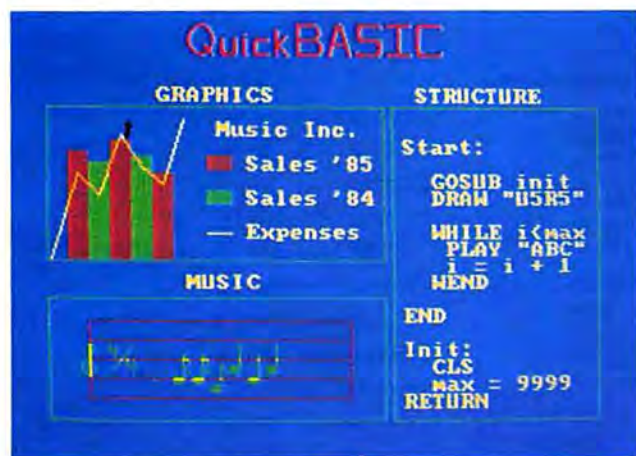 QuickBASIC
GRAPHICS
Music Inc.
Sales '85
Sales '84
Expenses
MUSIC
STRUCTURE
Start:
GOSUB init
DRAW "U5R5"
WHILE i<max
PLAY "ABC"
i = i + 1
WEND
END
Init:
CLS
max = 9999
RETURN